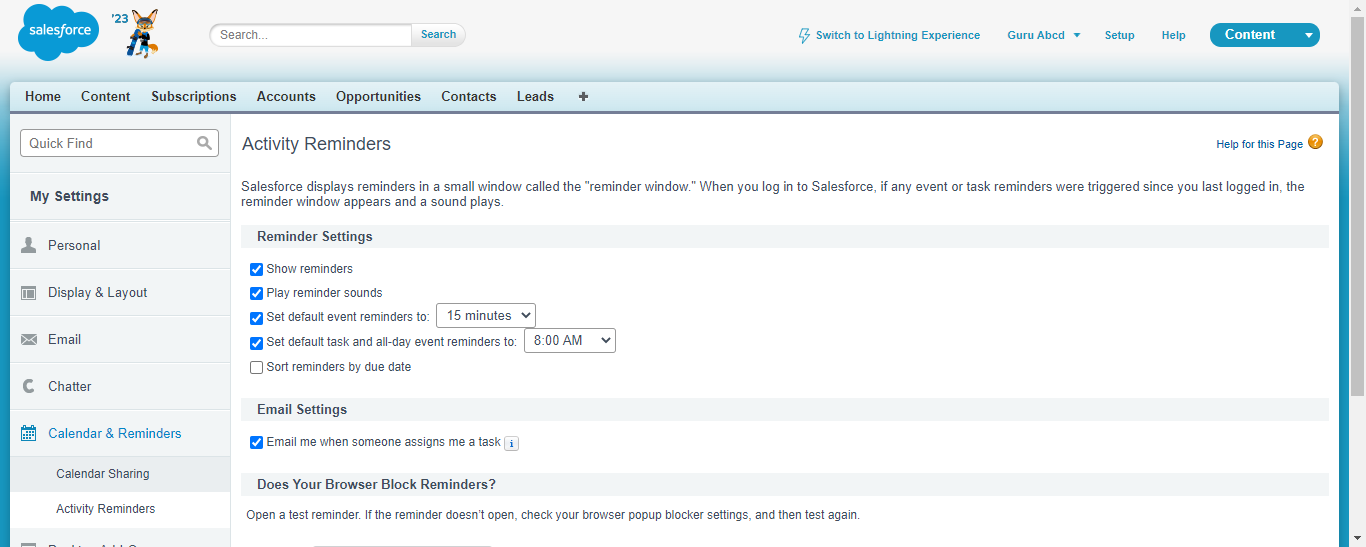 salesforce
'23
Search...
Search
Switch to Lightning Experience
Guru Abcd
Setup
Help
Content
Home Content Subscriptions Accounts Opportunities Contacts Leads +
Quick Find
My Settings
Personal
Display & Layout
Email
Chatter
Calendar & Reminders
Calendar Sharing
Activity Reminders
Activity Reminders
Help for this Page ?
Salesforce displays reminders in a small window called the "reminder window." When you log in to Salesforce, if any event or task reminders were triggered since you last logged in, the
reminder window appears and a sound plays.
Reminder Settings
Show reminders
Play reminder sounds
Set default event reminders to: 15 minutes
Set default task and all-day event reminders to: 8:00 AM
Sort reminders by due date
Email Settings
Email me when someone assigns me a task i
Does Your Browser Block Reminders?
Open a test reminder. If the reminder doesn't open, check your browser popup blocker settings, and then test again.